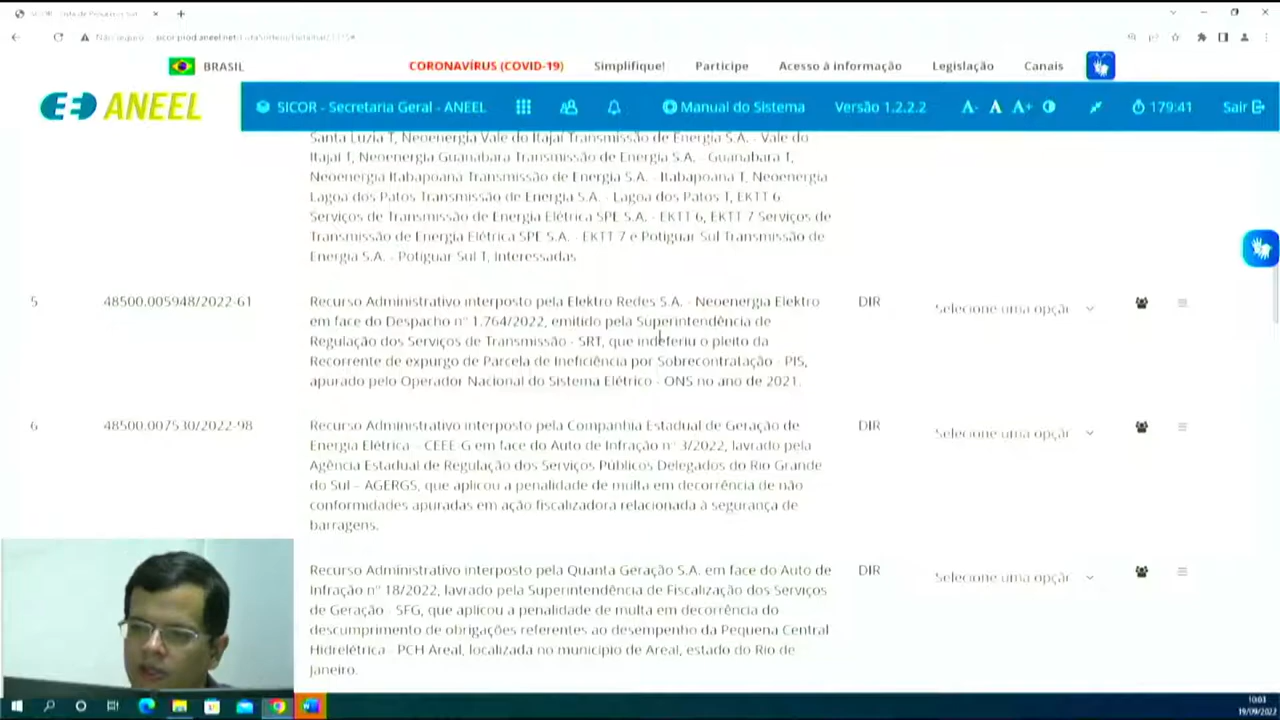 BRASIL
CORONAVÍRUS (COVID-19) Simplifique! Participe Acesso à informação Legislação Canais
ANEEL
SICOR - Secretaria Geral - ANEEL Manual do Sistema Versão 1.2.2.2 A- A A+ 179:41 Sair
Santa Luzia T, Neoenergia Vale do Itajaí Transmissão de Energia S.A. - Vale do
Itajaí T, Neoenergia Guanabara Transmissão de Energia S.A. - Guanabara T,
Neoenergia Itabapoana Transmissão de Energia S.A. - Itabapoana T, Neoenergia
Lagoa dos Patos Transmissão de Energia S.A. - Lagoa dos Patos T, EKTT 6
Serviços de Transmissão de Energia Elétrica SPE S.A. - EKTT 6, EKTT 7 Serviços de
Transmissão de Energia Elétrica SPE S.A. - EKTT 7 e Potiguar Sul Transmissão de
Energia S.A. - Potiguar Sul T, Interessadas
5 48500.005948/2022-61 Recurso Administrativo interposto pela Elektro Redes S.A. - Neoenergia Elektro DIR Selecione uma opçã
em face do Despacho nº 1.764/2022, emitido pela Superintendência de
Regulação dos Serviços de Transmissão - SRT, que indeferiu o pleito da
Recorrente de expurgo de Parcela de Ineficiência por Sobrecontratação - PIS,
apurado pelo Operador Nacional do Sistema Elétrico - ONS no ano de 2021.
6 48500.007530/2022-98 Recurso Administrativo interposto pela Companhia Estadual de Geração de DIR Selecione uma opçã
Energia Elétrica – CEEE-G em face do Auto de Infração nº 3/2022, lavrado pela
Agência Estadual de Regulação dos Serviços Públicos Delegados do Rio Grande
do Sul – AGERGS, que aplicou a penalidade de multa em decorrência de não
conformidades apuradas em ação fiscalizadora relacionada à segurança de
barragens.
Recurso Administrativo interposto pela Quanta Geração S.A. em face do Auto de DIR Selecione uma opçã
Infração nº 18/2022, lavrado pela Superintendência de Fiscalização dos Serviços
de Geração - SFG, que aplicou a penalidade de multa em decorrência do
descumprimento de obrigações referentes ao desempenho da Pequena Central
Hidrelétrica - PCH Areal, localizada no município de Areal, estado do Rio de
Janeiro.
10:03
19/09/2022